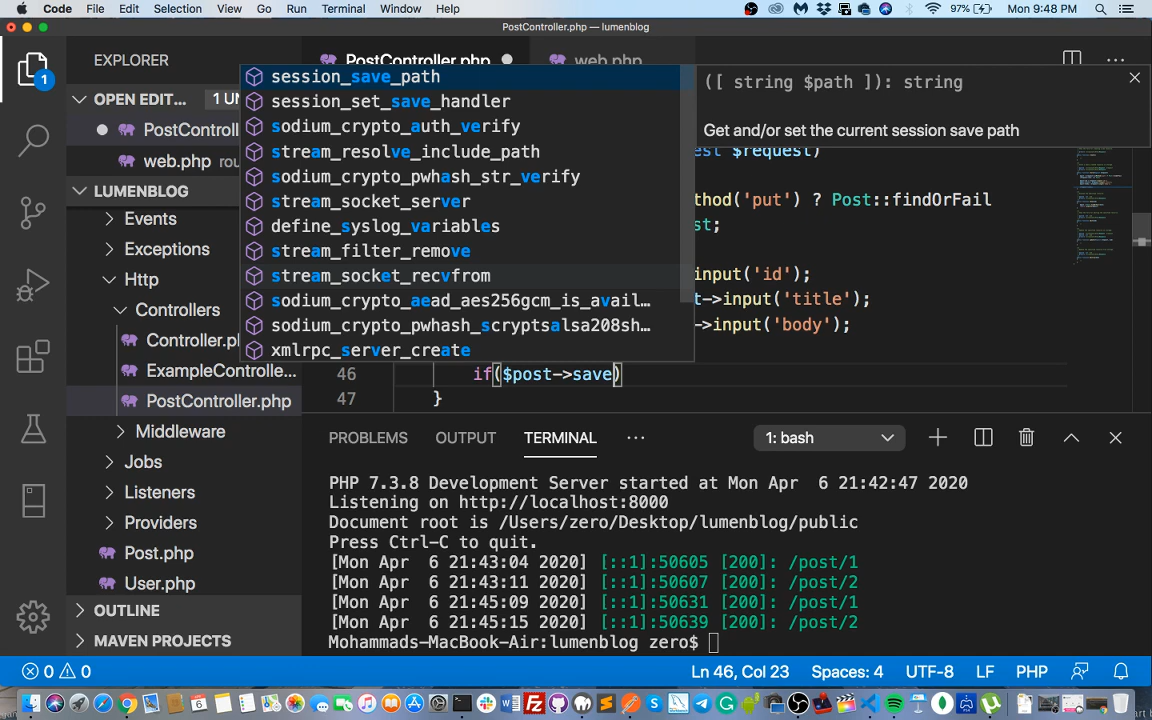 Code File Edit Selection View Go Run Terminal Window Help 97% Mon 9:48 PM
PostController.php — lumenblog
EXPLORER
PostController.php web.php
OPEN EDIT...
PostControll
web.php
LUMENBLOG
Events
Exceptions
Http
Controllers
Controller.p
ExampleControlle...
PostController.php
Middleware
Jobs
Listeners
Providers
Post.php
User.php
OUTLINE
MAVEN PROJECTS
1
session_save_path
session_set_save_handler
sodium_crypto_auth_verify
stream_resolve_include_path
sodium_crypto_pwhash_str_verify
stream_socket_server
define_syslog_variables
stream_filter_remove
stream_socket_recvfrom
sodium_crypto_aead_aes256gcm_is_avail...
sodium_crypto_pwhash_scryptsalsa208sh...
xmlrpc_server_create
([ string $path ]): string
Get and/or set the current session save path
$request)
thod('put') ? Post::findOrFail
st;
input('id');
t->input('title');
->input('body');
46 if($post->save)
47 }
PROBLEMS OUTPUT TERMINAL ... 1: bash
PHP 7.3.8 Development Server started at Mon Apr 6 21:42:47 2020
Listening on http://localhost:8000
Document root is /Users/zero/Desktop/lumenblog/public
Press Ctrl-C to quit.
[Mon Apr 6 21:43:04 2020] [::1]:50605 [200]: /post/1
[Mon Apr 6 21:43:11 2020] [::1]:50607 [200]: /post/2
[Mon Apr 6 21:45:09 2020] [::1]:50631 [200]: /post/1
[Mon Apr 6 21:45:15 2020] [::1]:50639 [200]: /post/2
Mohammads-MacBook-Air:lumenblog zero$
0 0 Ln 46, Col 23 Spaces: 4 UTF-8 LF PHP